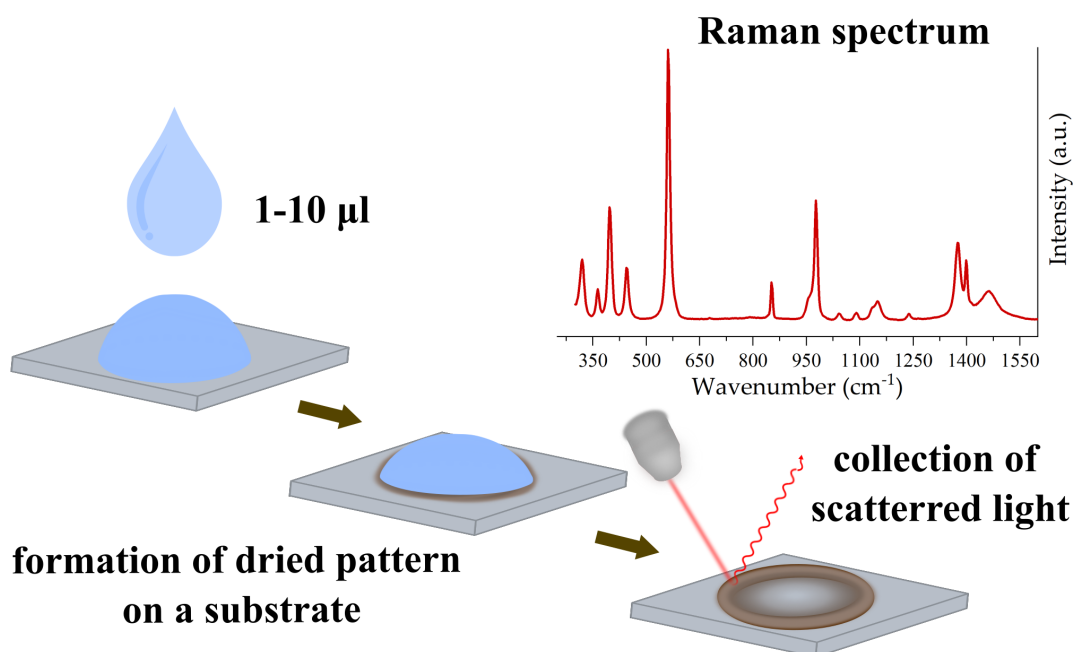 Raman spectrum
1-10 µl
Intensity (a.u.)
350 500 650 800 950 1100 1250 1400 1550
Wavenumber (cm-1)
collection of
scatterred light
formation of dried pattern
on a substrate